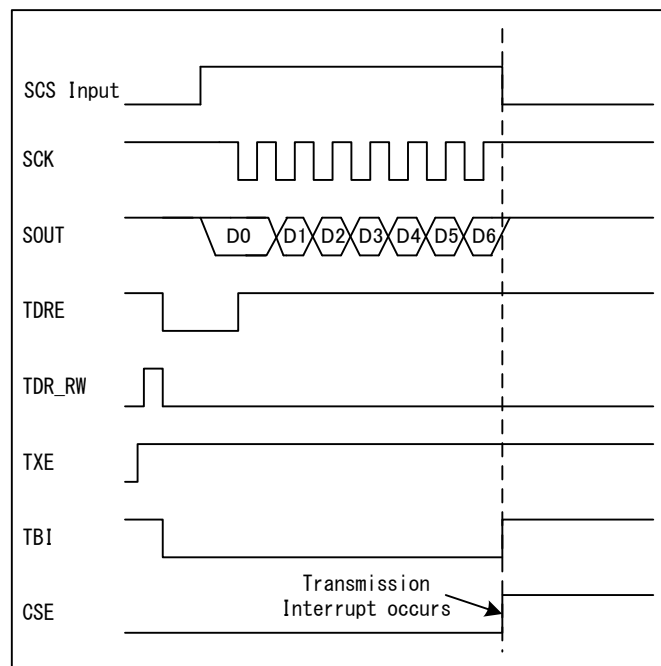 SCS Input
SCK
SOUT
D0 D1 D2 D3 D4 D5 D6
TDRE
TDR_RW
TXE
TBI
Transmission
Interrupt occurs
CSE